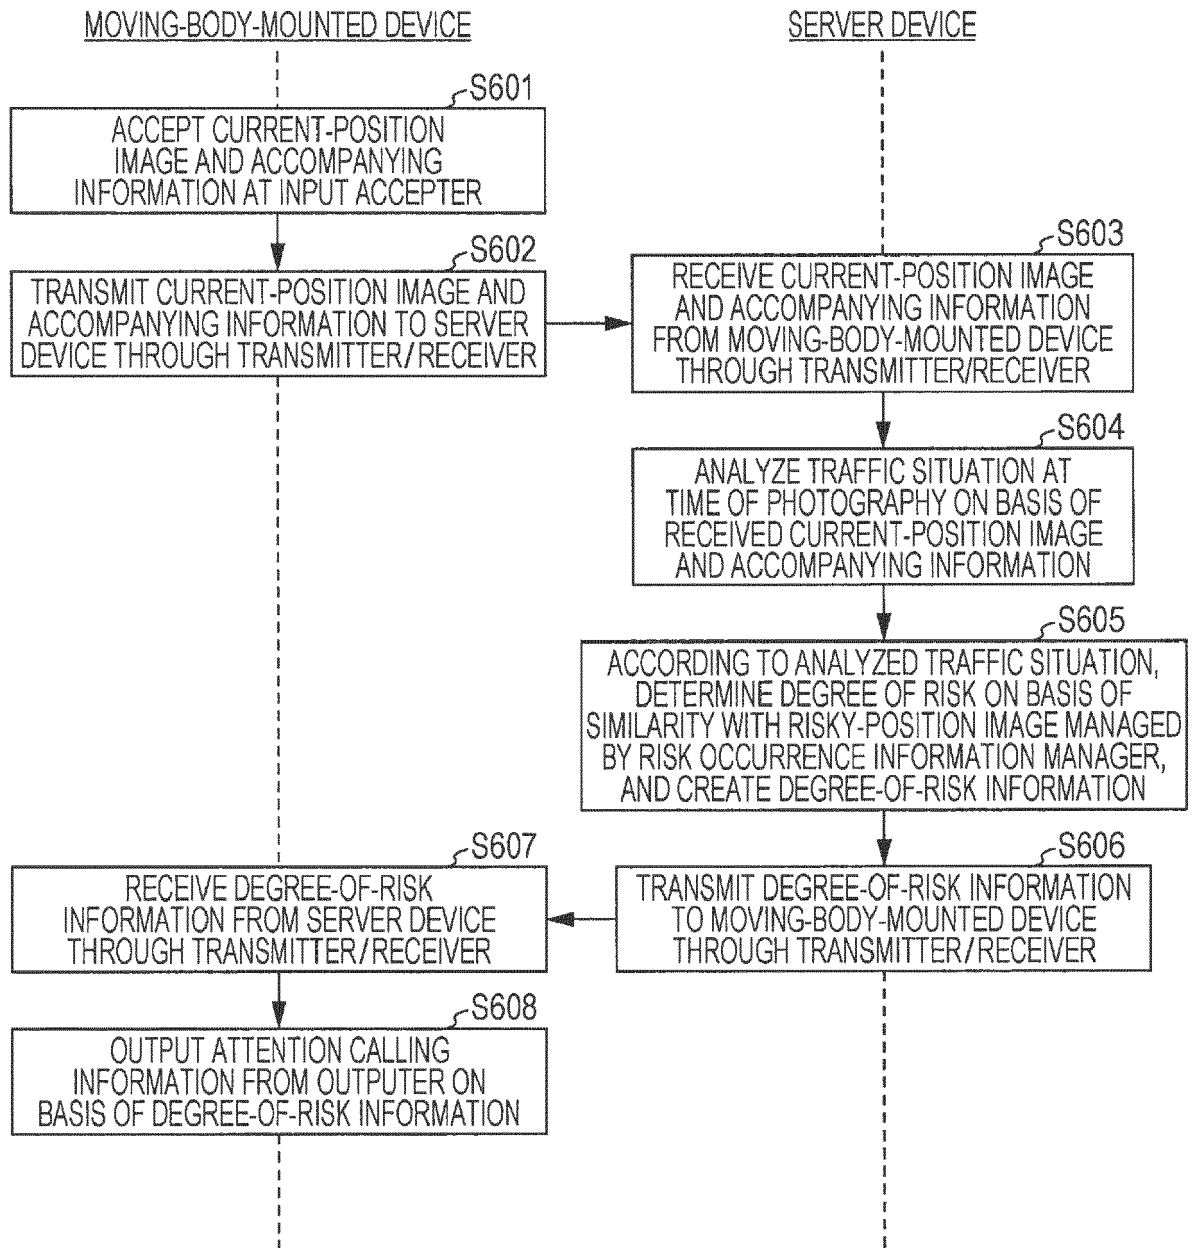 MOVING-BODY-MOUNTED DEVICE
SERVER DEVICE
S601
ACCEPT CURRENT-POSITION
IMAGE AND ACCOMPANYING
INFORMATION AT INPUT ACCEPTER
S602
TRANSMIT CURRENT-POSITION IMAGE AND
ACCOMPANYING INFORMATION TO SERVER
DEVICE THROUGH TRANSMITTER/RECEIVER
S603
RECEIVE CURRENT-POSITION IMAGE
AND ACCOMPANYING INFORMATION
FROM MOVING-BODY-MOUNTED DEVICE
THROUGH TRANSMITTER/RECEIVER
S604
ANALYZE TRAFFIC SITUATION AT
TIME OF PHOTOGRAPHY ON BASIS OF
RECEIVED CURRENT-POSITION IMAGE
AND ACCOMPANYING INFORMATION
S605
ACCORDING TO ANALYZED TRAFFIC SITUATION,
DETERMINE DEGREE OF RISK ON BASIS OF
SIMILARITY WITH RISKY-POSITION IMAGE MANAGED
BY RISK OCCURRENCE INFORMATION MANAGER,
AND CREATE DEGREE-OF-RISK INFORMATION
S606
TRANSMIT DEGREE-OF-RISK INFORMATION
TO MOVING-BODY-MOUNTED DEVICE
THROUGH TRANSMITTER/RECEIVER
S607
RECEIVE DEGREE-OF-RISK
INFORMATION FROM SERVER DEVICE
THROUGH TRANSMITTER/RECEIVER
S608
OUTPUT ATTENTION CALLING
INFORMATION FROM OUTPUTER ON
BASIS OF DEGREE-OF-RISK INFORMATION